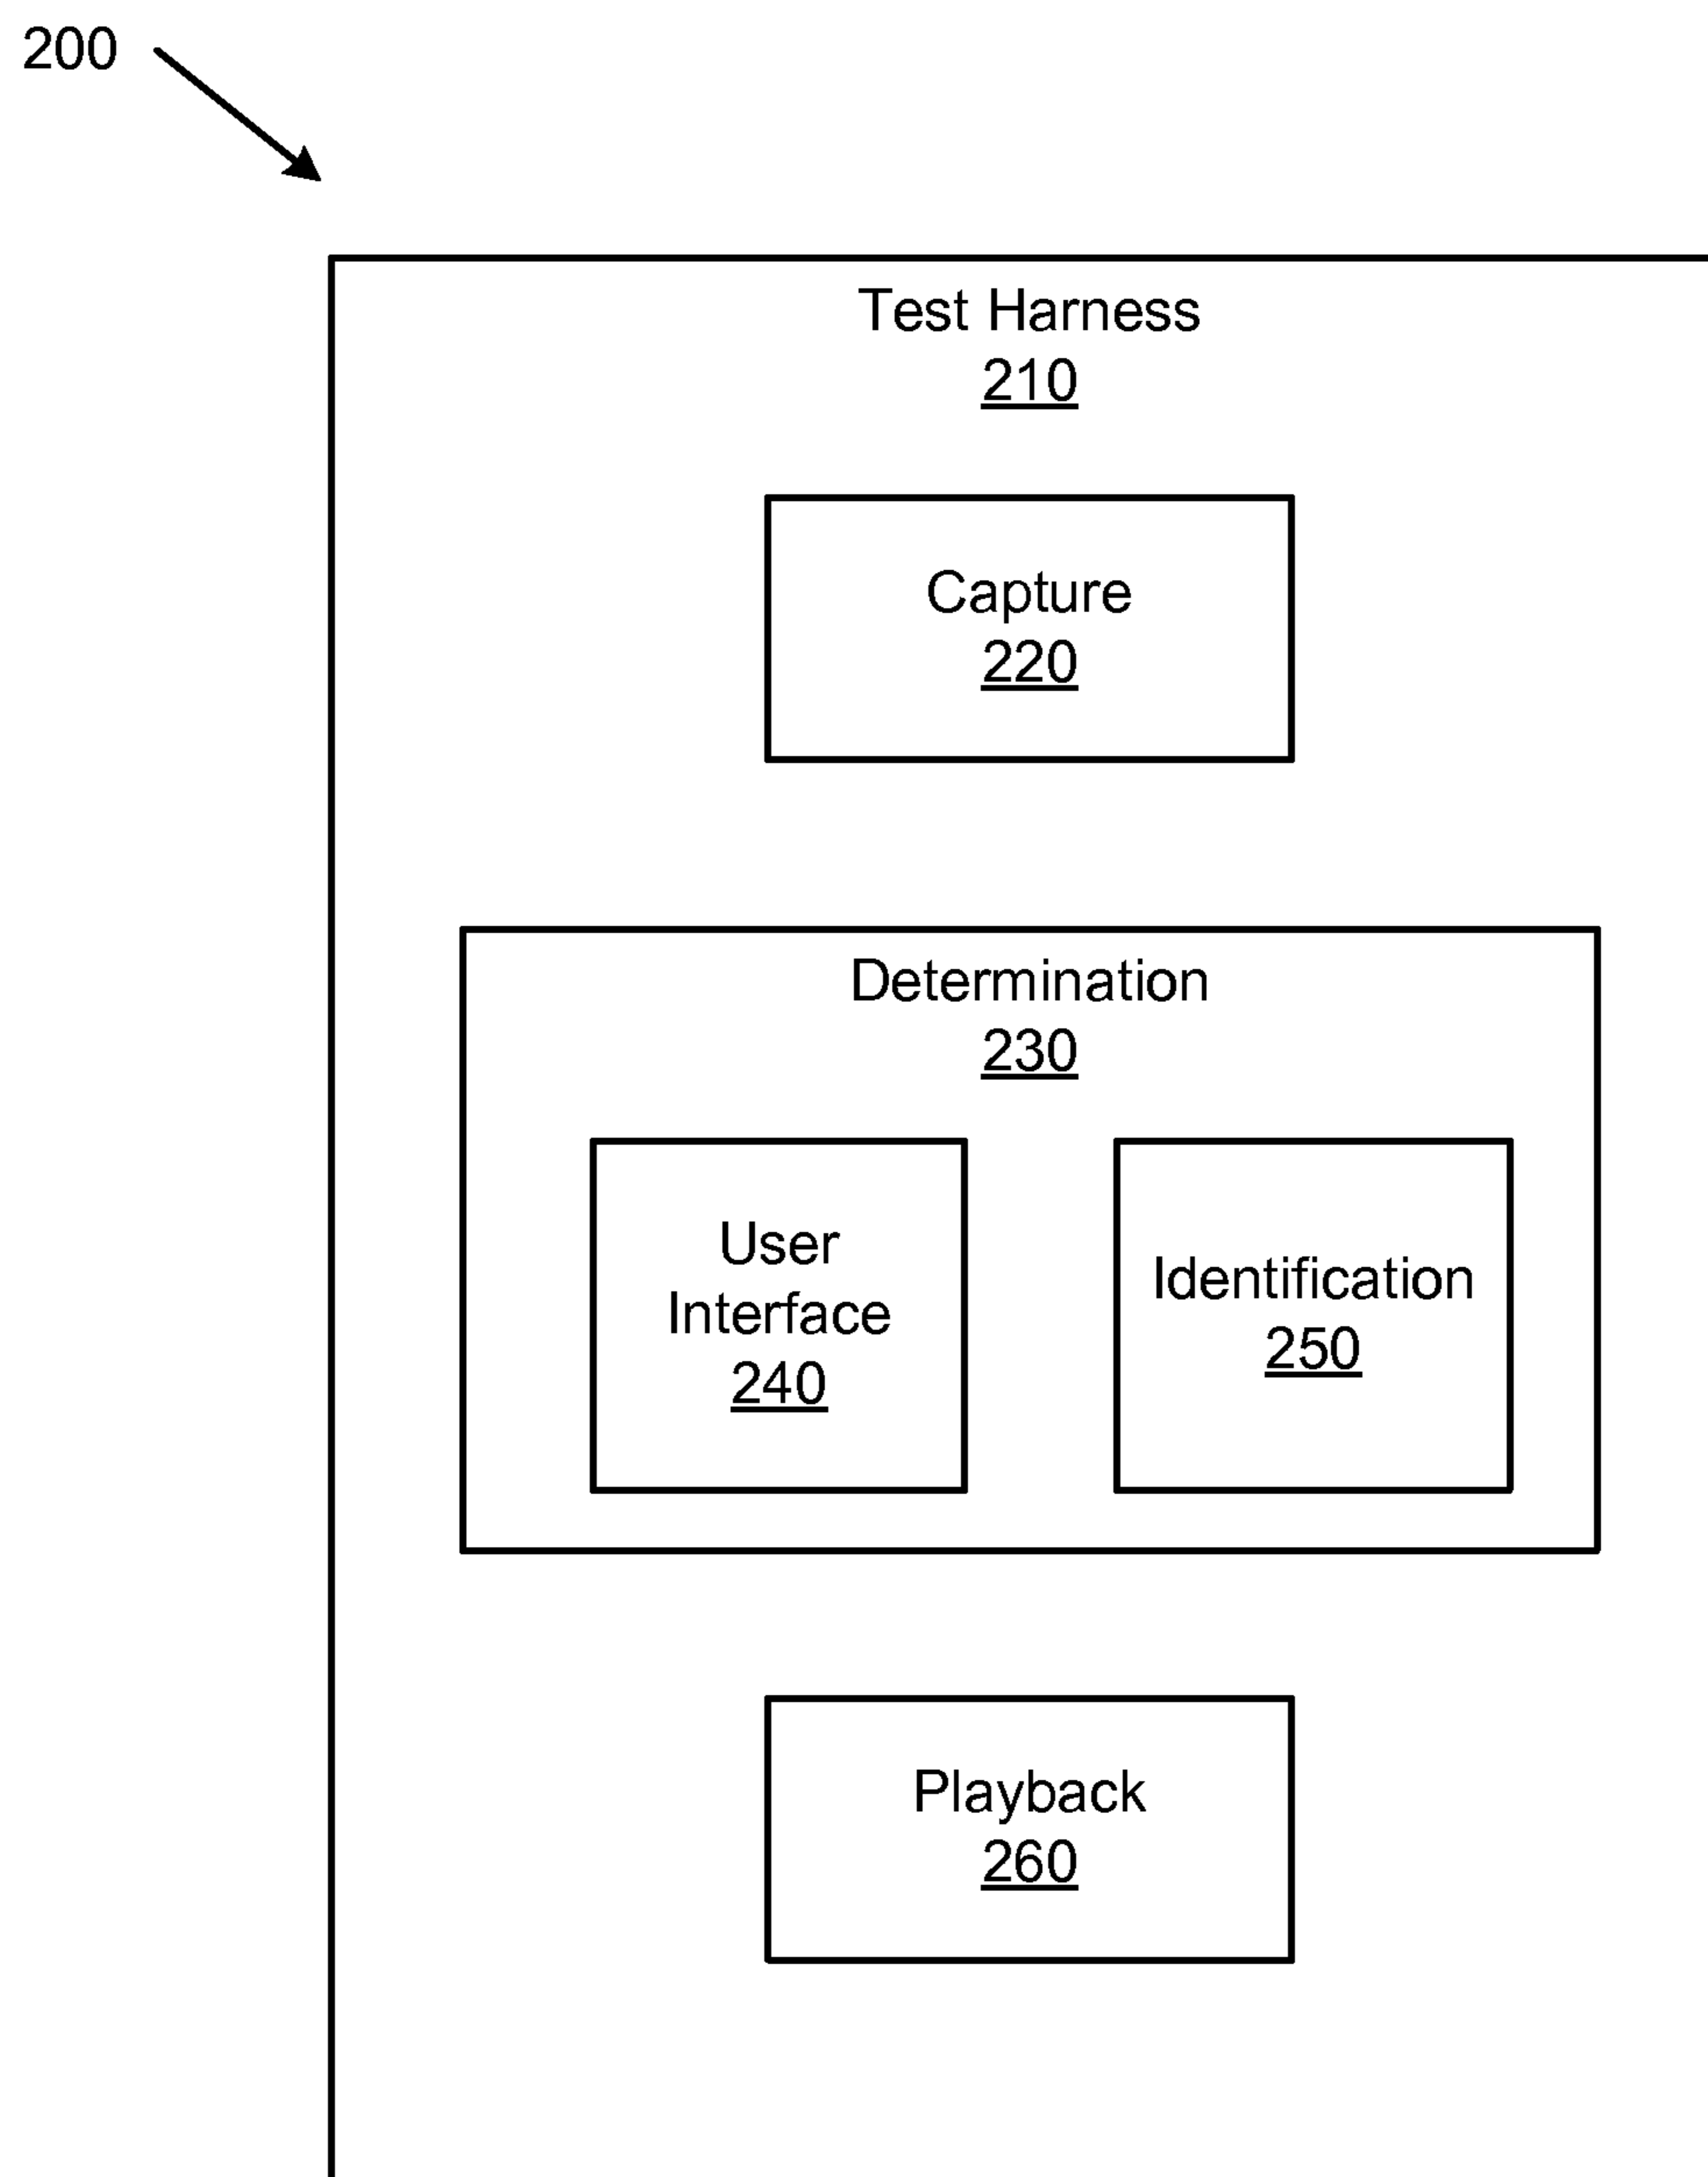 200
Test Harness
210
Capture
220
Determination
230
User
Interface
240
Identification
250
Playback
260